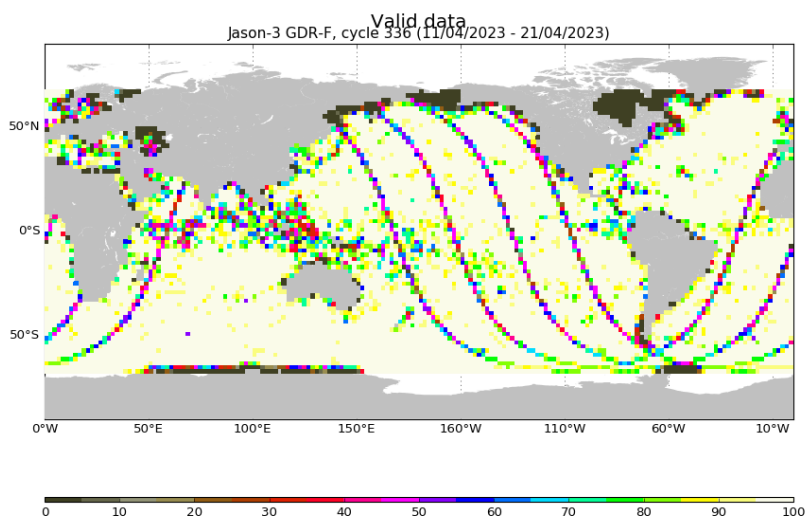 Valid data
Jason-3 GDR-F, cycle 336 (11/04/2023 - 21/04/2023)
50°N
0°S
50°S
0°W 50°E 100°E 150°E 160°W 110°W 60°W 10°W
0 10 20 30 40 50 60 70 80 90 100